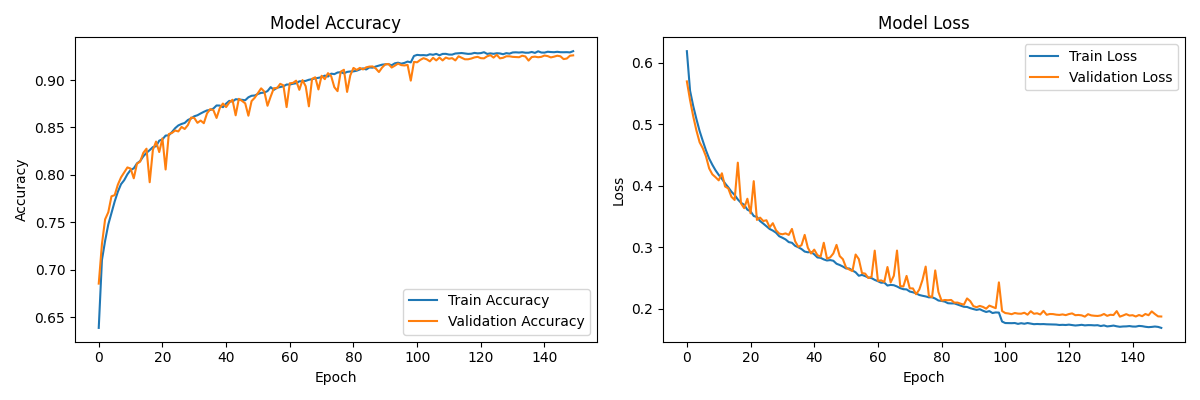 Model Accuracy
Accuracy
0.90
0.85
0.80
0.75
0.70
0.65
0 20 40 60 80 100 120 140
Epoch
Train Accuracy
Validation Accuracy
Model Loss
Loss
0.6
0.5
0.4
0.3
0.2
0 20 40 60 80 100 120 140
Epoch
Train Loss
Validation Loss